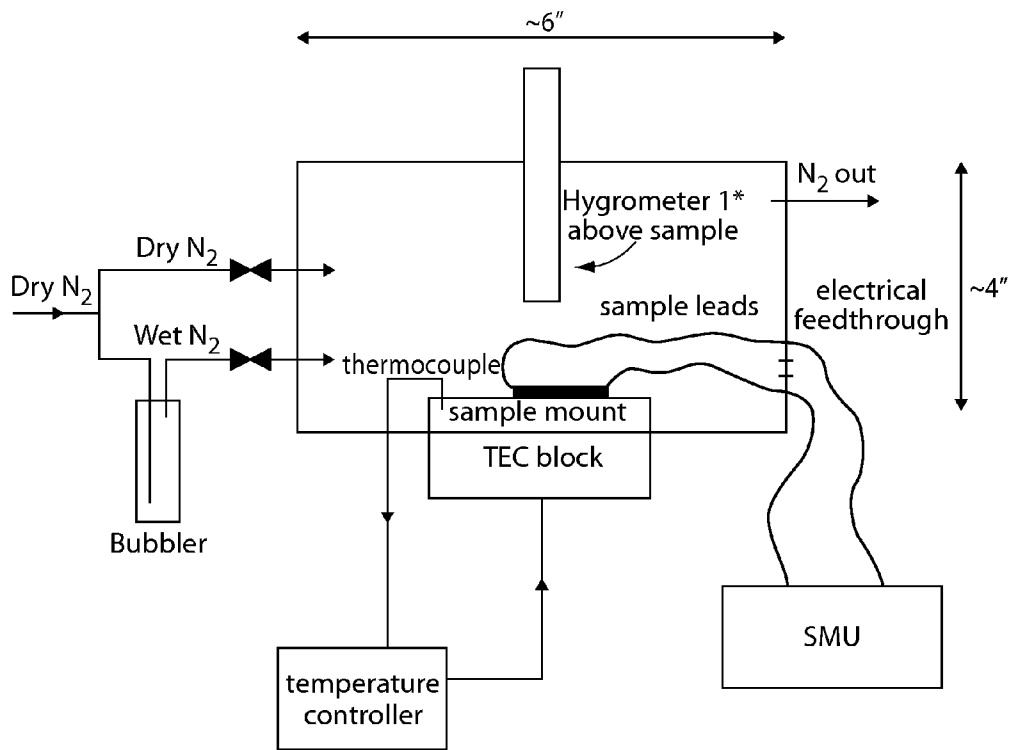 ~6″
N2 out
Hygrometer 1*
above sample
Dry N2
Dry N2
~4″
sample leads
electrical
feedthrough
Wet N2
thermocouple
sample mount
TEC block
Bubbler
SMU
temperature
controller